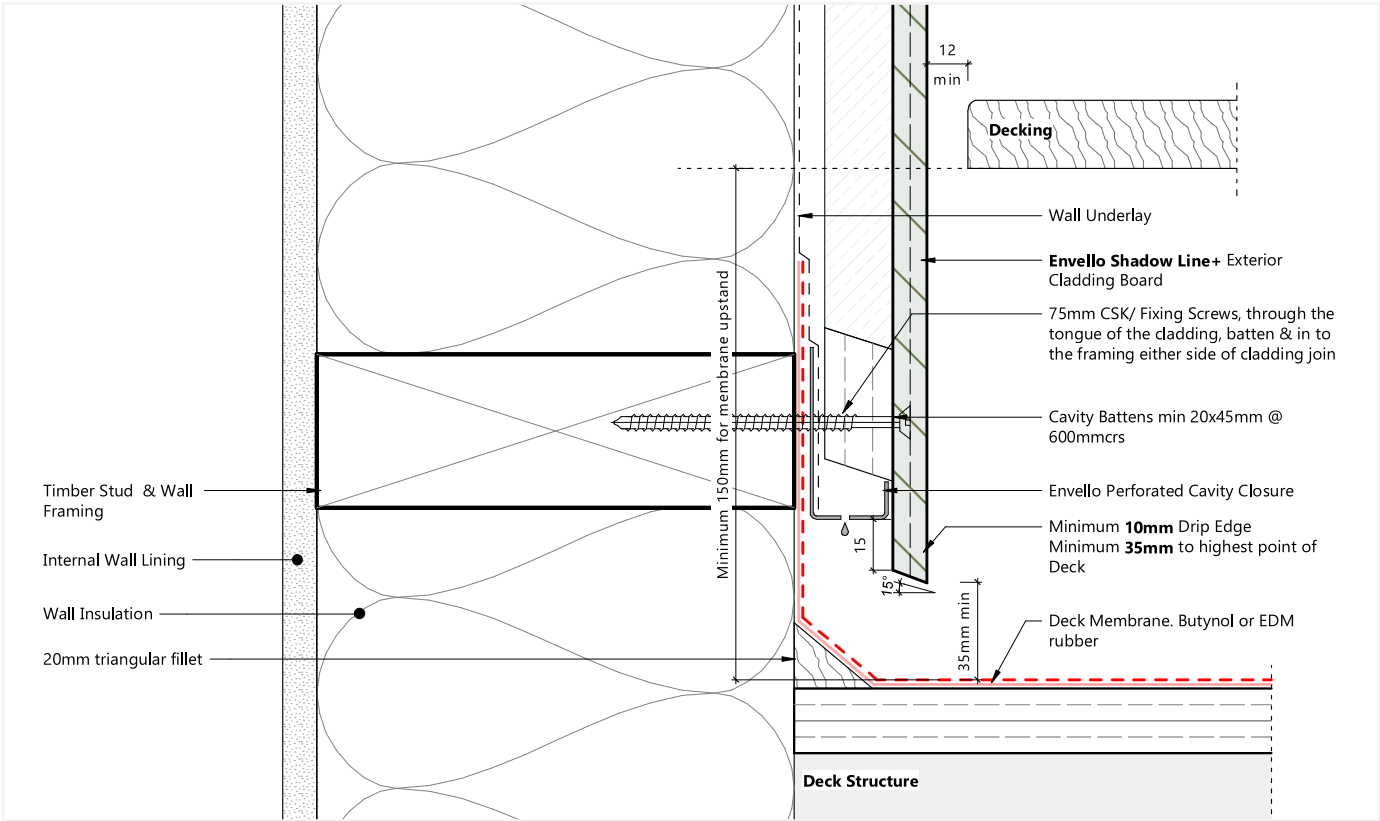 12
min
Decking
Wall Underlay
Envello Shadow Line+ Exterior
Cladding Board
75mm CSK/ Fixing Screws, through the
tongue of the cladding, batten & in to
the framing either side of cladding join
Cavity Battens min 20x45mm @
600mmcrs
Envello Perforated Cavity Closure
Minimum 10mm Drip Edge
Minimum 35mm to highest point of
Deck
Deck Membrane. Butynol or EDM
rubber
Minimum 150mm for membrane upstand
15
15°
35mm min
Timber Stud & Wall
Framing
Internal Wall Lining
Wall Insulation
20mm triangular fillet
Deck Structure